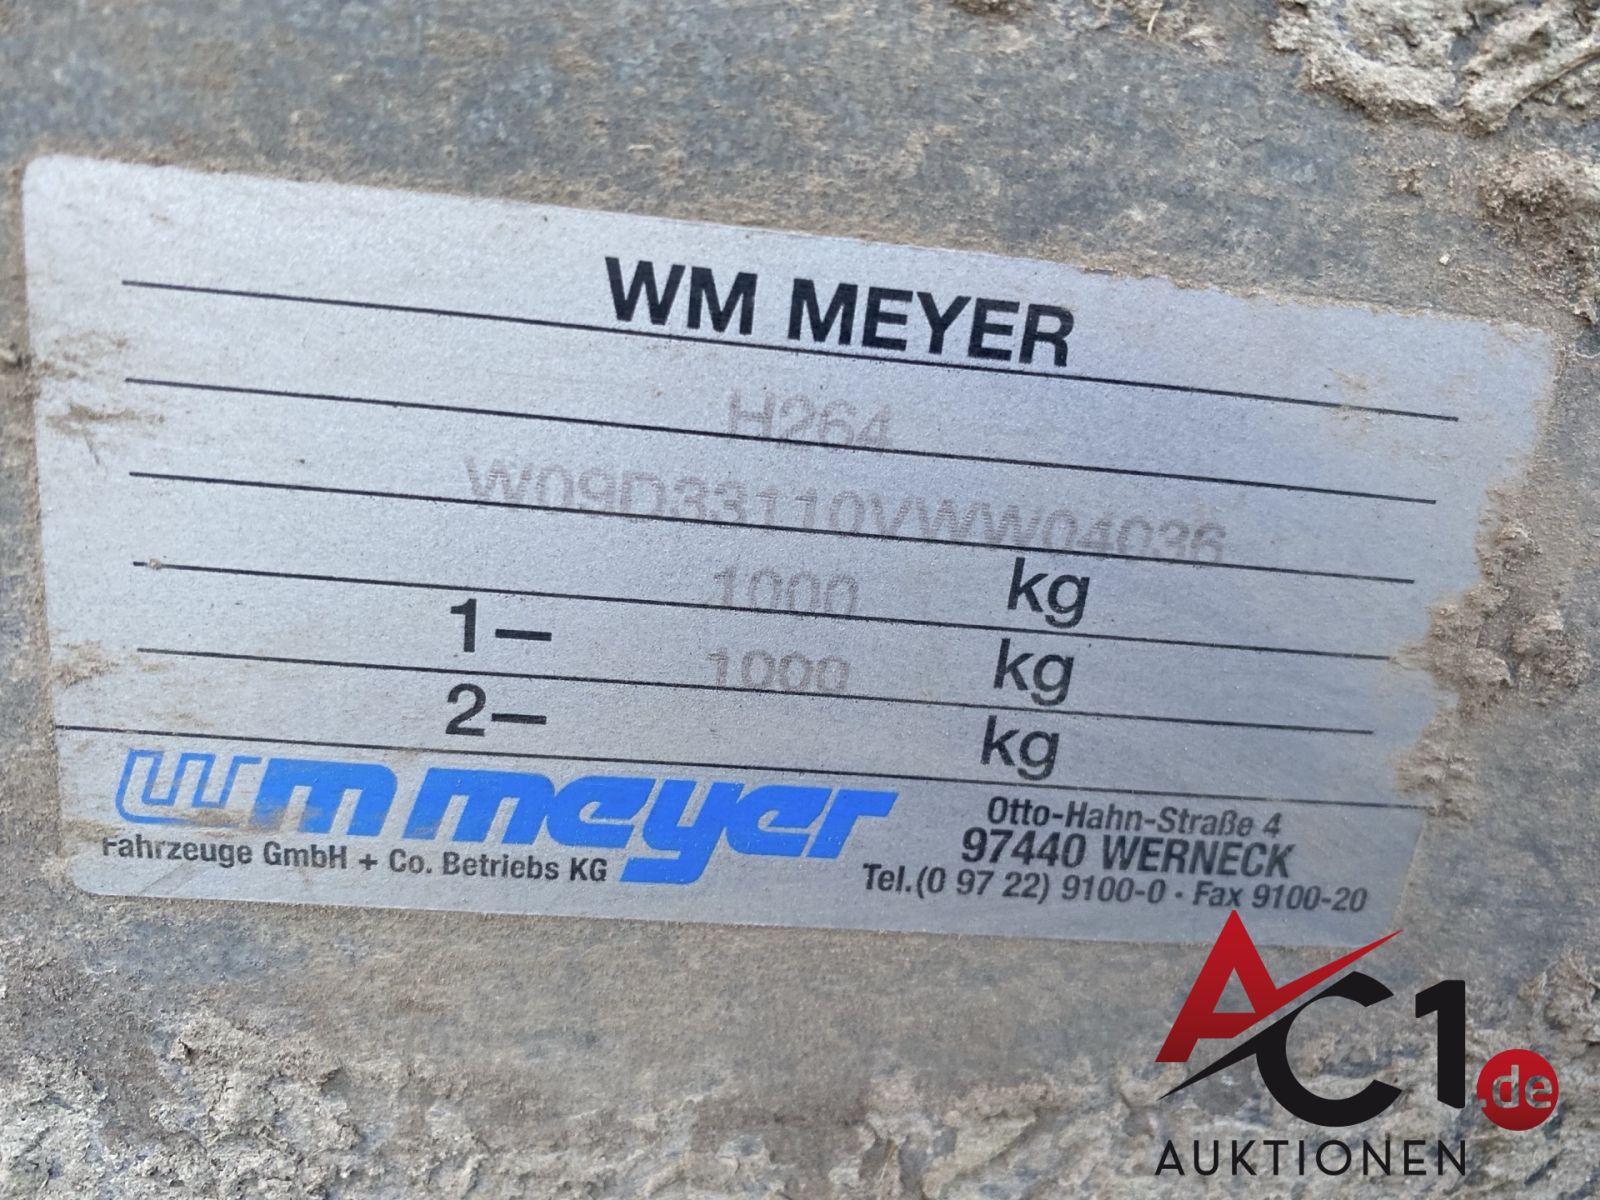 WM MEYER
H264
W09D33110VWW04036
1000 kg
1– 1000 kg
2– kg
wm meyer
Fahrzeuge GmbH + Co. Betriebs KG
Otto-Hahn-Straße 4
97440 WERNECK
Tel.(0 97 22) 9100-0 · Fax 9100-20
AC1.de
AUKTIONEN